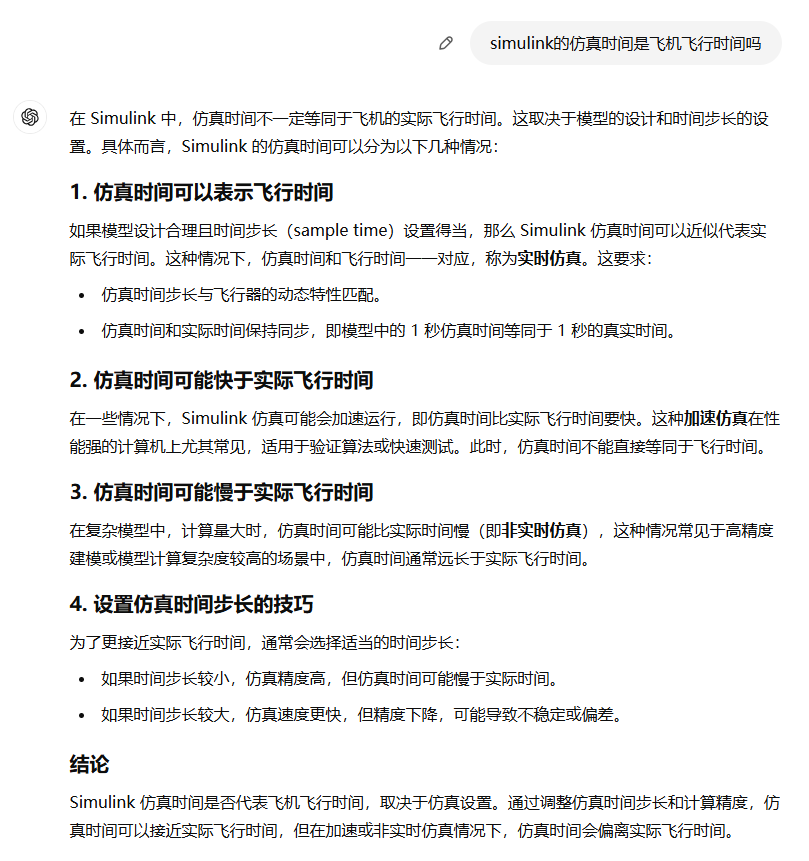 simulink的仿真时间是飞机飞行时间吗
在 Simulink 中，仿真时间不一定等同于飞机的实际飞行时间。这取决于模型的设计和时间步长的设
置。具体而言，Simulink 的仿真时间可以分为以下几种情况：
1. 仿真时间可以表示飞行时间
如果模型设计合理且时间步长（sample time）设置得当，那么 Simulink 仿真时间可以近似代表实
际飞行时间。这种情况下，仿真时间和飞行时间一一对应，称为实时仿真。这要求：
• 仿真时间步长与飞行器的动态特性匹配。
• 仿真时间和实际时间保持同步，即模型中的 1 秒仿真时间等同于 1 秒的真实时间。
2. 仿真时间可能快于实际飞行时间
在一些情况下，Simulink 仿真可能会加速运行，即仿真时间比实际飞行时间要快。这种加速仿真在性
能强的计算机上尤其常见，适用于验证算法或快速测试。此时，仿真时间不能直接等同于飞行时间。
3. 仿真时间可能慢于实际飞行时间
在复杂模型中，计算量大时，仿真时间可能比实际时间慢（即非实时仿真），这种情况常见于高精度
建模或模型计算复杂度较高的场景中，仿真时间通常远长于实际飞行时间。
4. 设置仿真时间步长的技巧
为了更接近实际飞行时间，通常会选择适当的时间步长：
• 如果时间步长较小，仿真精度高，但仿真时间可能慢于实际时间。
• 如果时间步长较大，仿真速度更快，但精度下降，可能导致不稳定或偏差。
结论
Simulink 仿真时间是否代表飞机飞行时间，取决于仿真设置。通过调整仿真时间步长和计算精度，仿
真时间可以接近实际飞行时间，但在加速或非实时仿真情况下，仿真时间会偏离实际飞行时间。